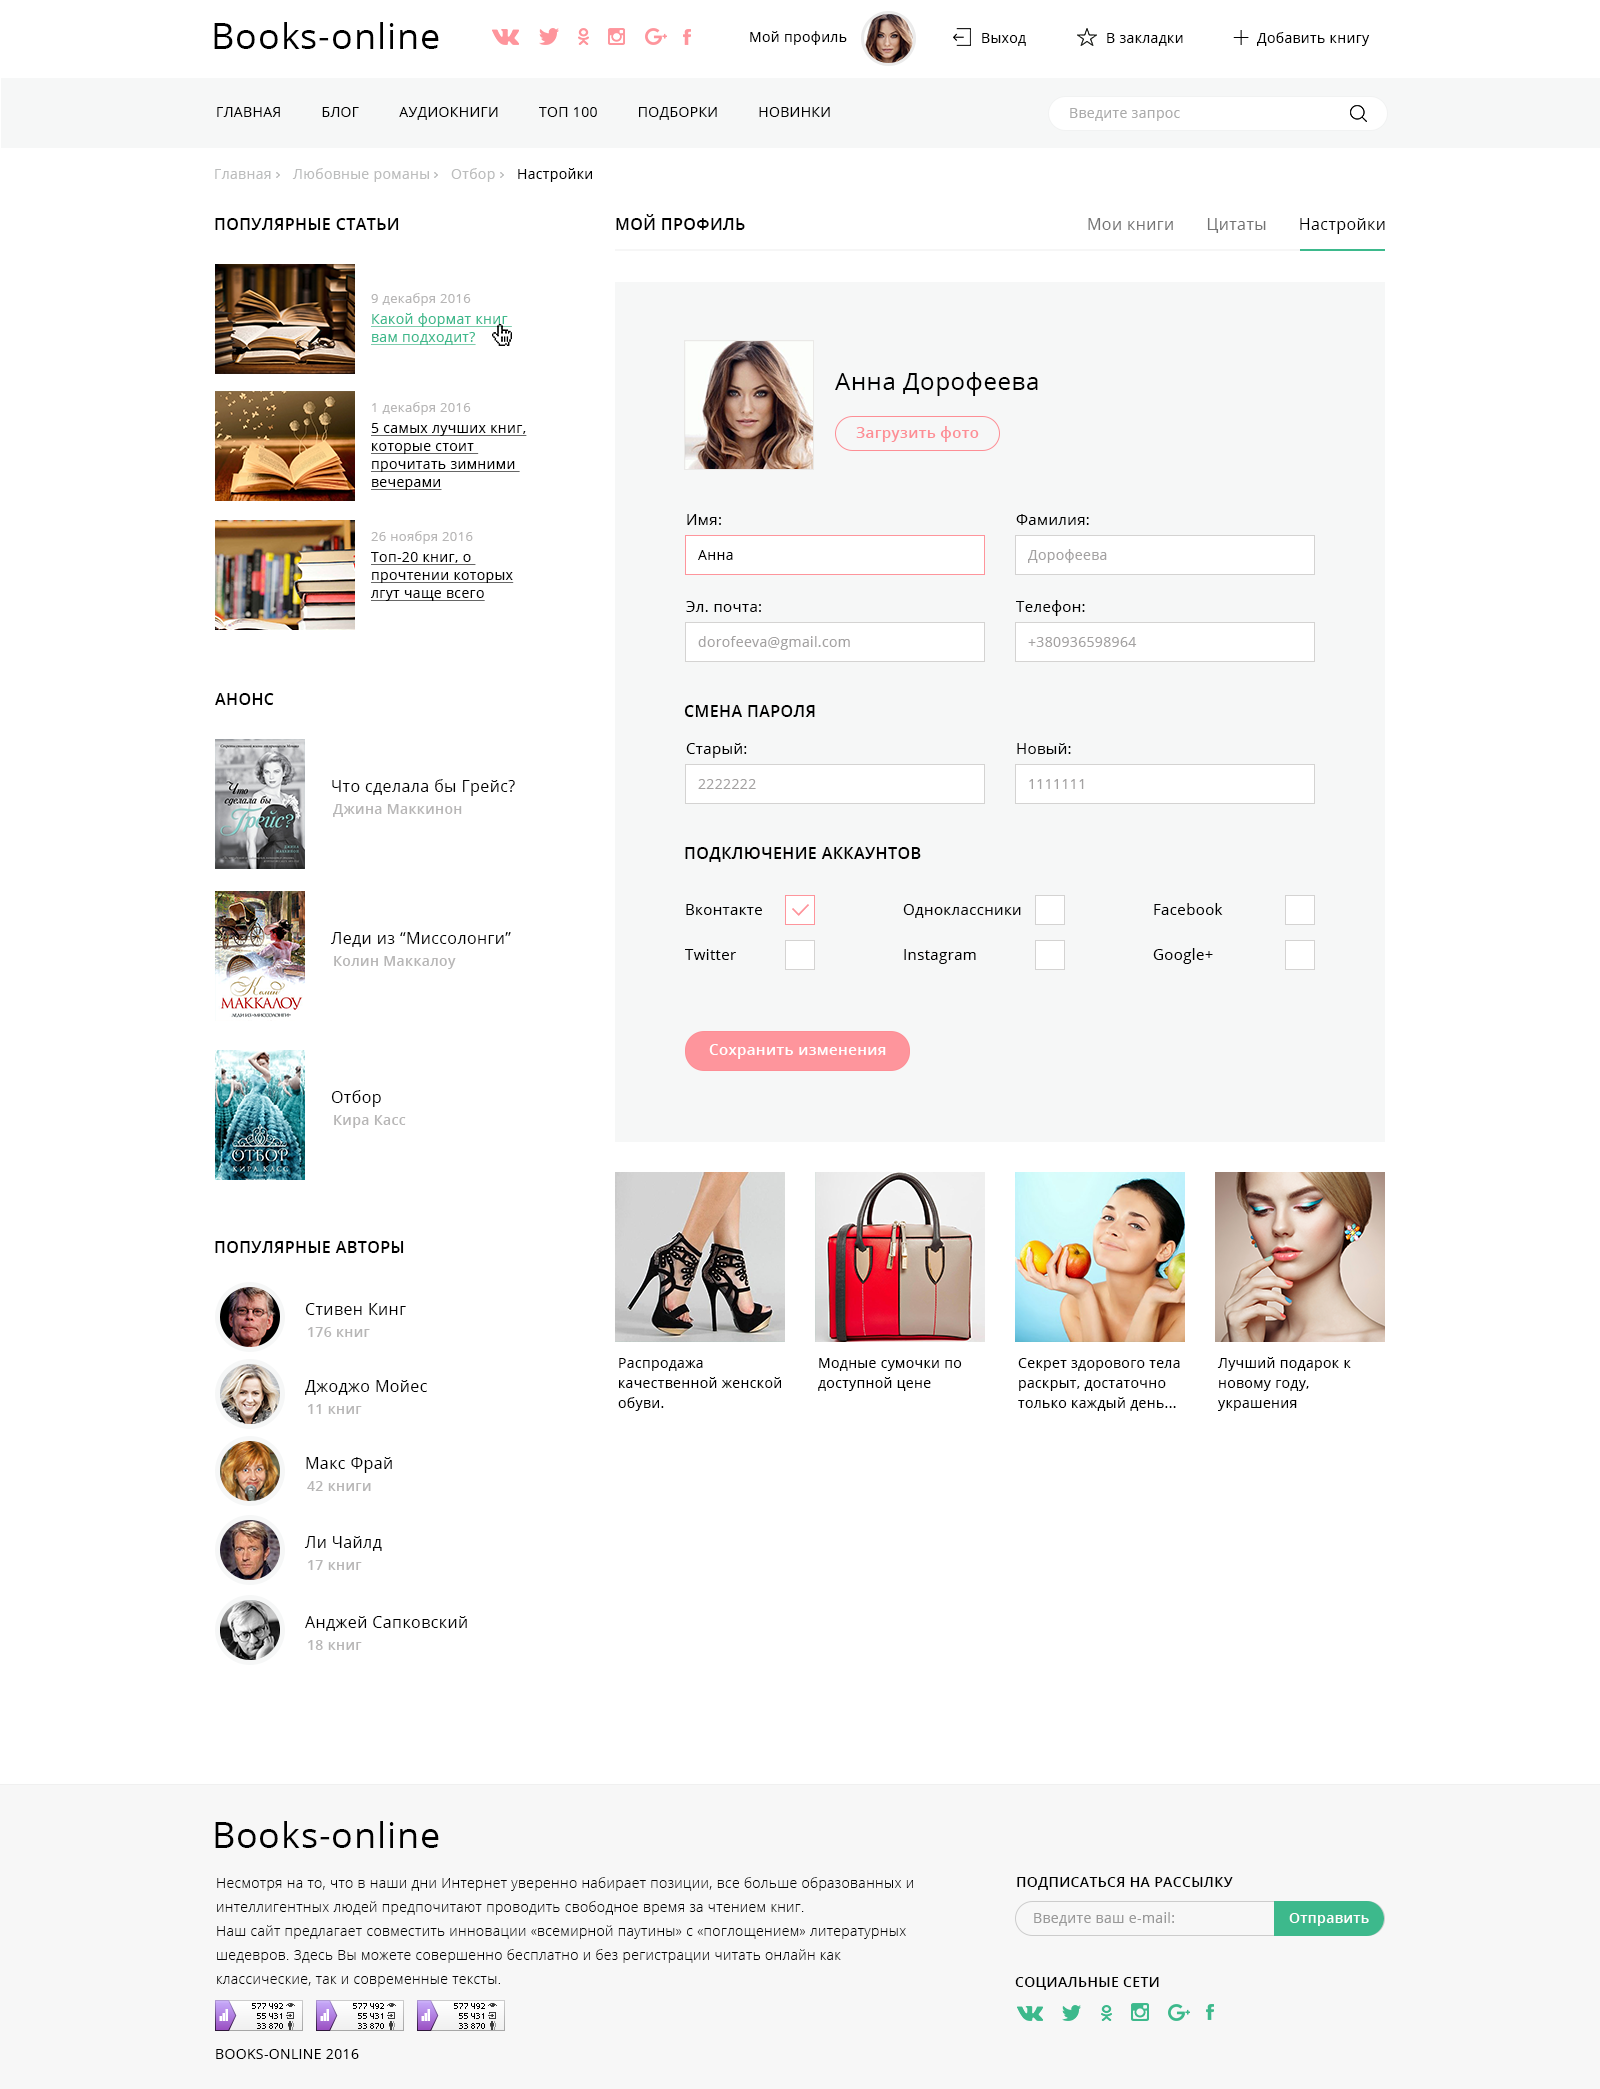 Books-online
Мой профиль
Выход
В закладки
Добавить книгу
ГЛАВНАЯ
БЛОГ
АУДИОКНИГИ
ТОП 100
ПОДБОРКИ
НОВИНКИ
Введите запрос
Главная › Любовные романы › Отбор › Настройки
ПОПУЛЯРНЫЕ СТАТЬИ
9 декабря 2016
Какой формат книг
вам подходит?
1 декабря 2016
5 самых лучших книг,
которые стоит
прочитать зимними
вечерами
26 ноября 2016
Топ-20 книг, о
прочтении которых
лгут чаще всего
АНОНС
Что
сделала бы
Грейс?
Что сделала бы Грейс?
Джина Маккинон
Колин
МАККАЛОУ
ЛЕДИ ИЗ «МИССОЛОНГИ»
Леди из “Миссолонги”
Колин Маккалоу
ОТБОР
КИРА КАСС
Отбор
Кира Касс
ПОПУЛЯРНЫЕ АВТОРЫ
Стивен Кинг
176 книг
Джоджо Мойес
11 книг
Макс Фрай
42 книги
Ли Чайлд
17 книг
Анджей Сапковский
18 книг
МОЙ ПРОФИЛЬ
Мои книги
Цитаты
Настройки
Анна Дорофеева
Загрузить фото
Имя:
Анна
Фамилия:
Дорофеева
Эл. почта:
dorofeeva@gmail.com
Телефон:
+380936598964
СМЕНА ПАРОЛЯ
Старый:
2222222
Новый:
1111111
ПОДКЛЮЧЕНИЕ АККАУНТОВ
Вконтакте
Одноклассники
Facebook
Twitter
Instagram
Google+
Сохранить изменения
Распродажа
качественной женской
обуви.
Модные сумочки по
доступной цене
Секрет здорового тела
раскрыт, достаточно
только каждый день...
Лучший подарок к
новому году,
украшения
Books-online
Несмотря на то, что в наши дни Интернет уверенно набирает позиции, все больше образованных и
интеллигентных людей предпочитают проводить свободное время за чтением книг.
Наш сайт предлагает совместить инновации «всемирной паутины» с «поглощением» литературных
шедевров. Здесь Вы можете совершенно бесплатно и без регистрации читать онлайн как
классические, так и современные тексты.
577 492
55 431
33 870
577 492
55 431
33 870
577 492
55 431
33 870
BOOKS-ONLINE 2016
ПОДПИСАТЬСЯ НА РАССЫЛКУ
Введите ваш e-mail:
Отправить
СОЦИАЛЬНЫЕ СЕТИ